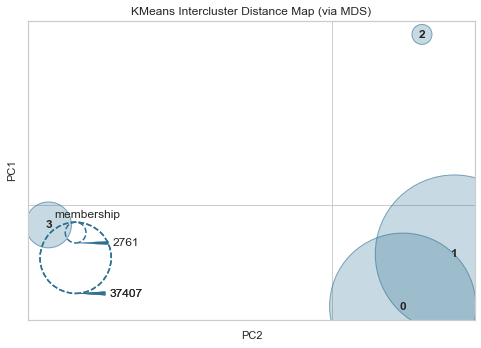 KMeans Intercluster Distance Map (via MDS)
2
PC1
membership
3
2761
1
37407
0
PC2